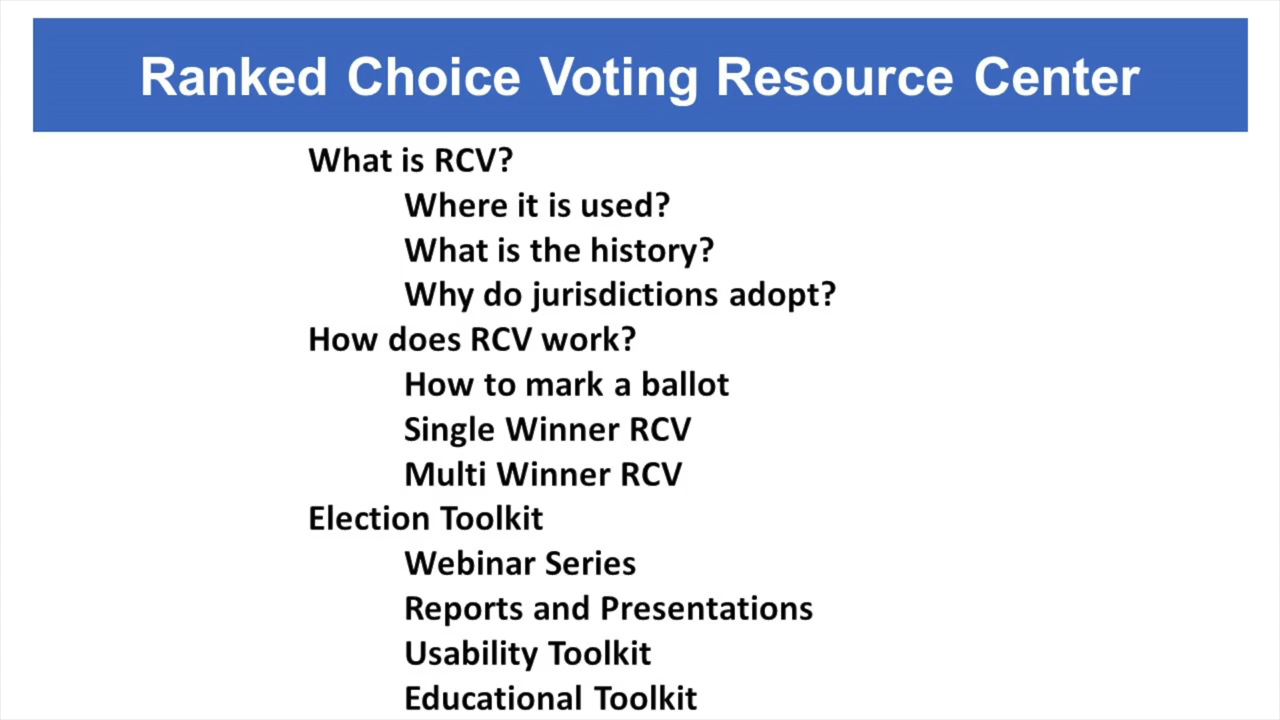 Ranked Choice Voting Resource Center
What is RCV?
Where it is used?
What is the history?
Why do jurisdictions adopt?
How does RCV work?
How to mark a ballot
Single Winner RCV
Multi Winner RCV
Election Toolkit
Webinar Series
Reports and Presentations
Usability Toolkit
Educational Toolkit